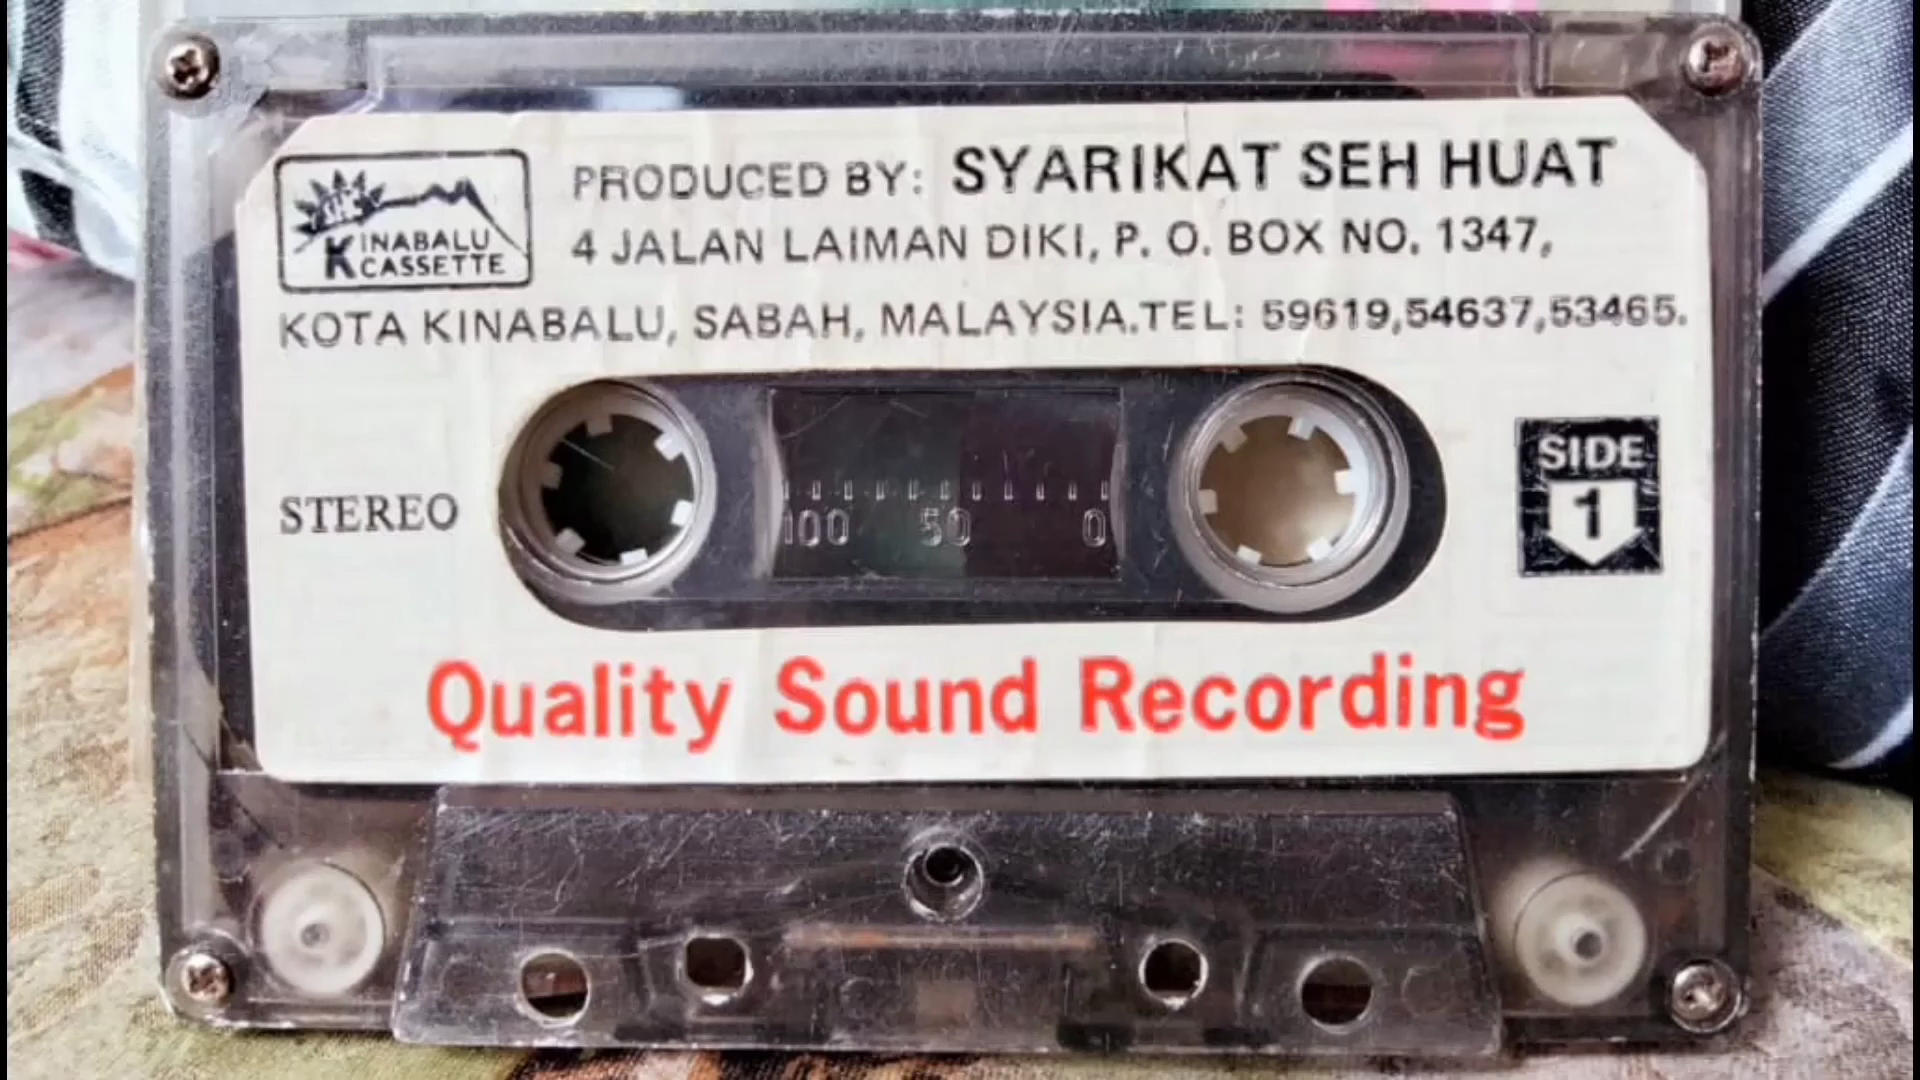 KINABALU
CASSETTE
PRODUCED BY: SYARIKAT SEH HUAT
4 JALAN LAIMAN DIKI, P. O. BOX NO. 1347,
KOTA KINABALU, SABAH, MALAYSIA. TEL: 59619,54637,53465.
STEREO
100 50 0
SIDE
1
Quality Sound Recording